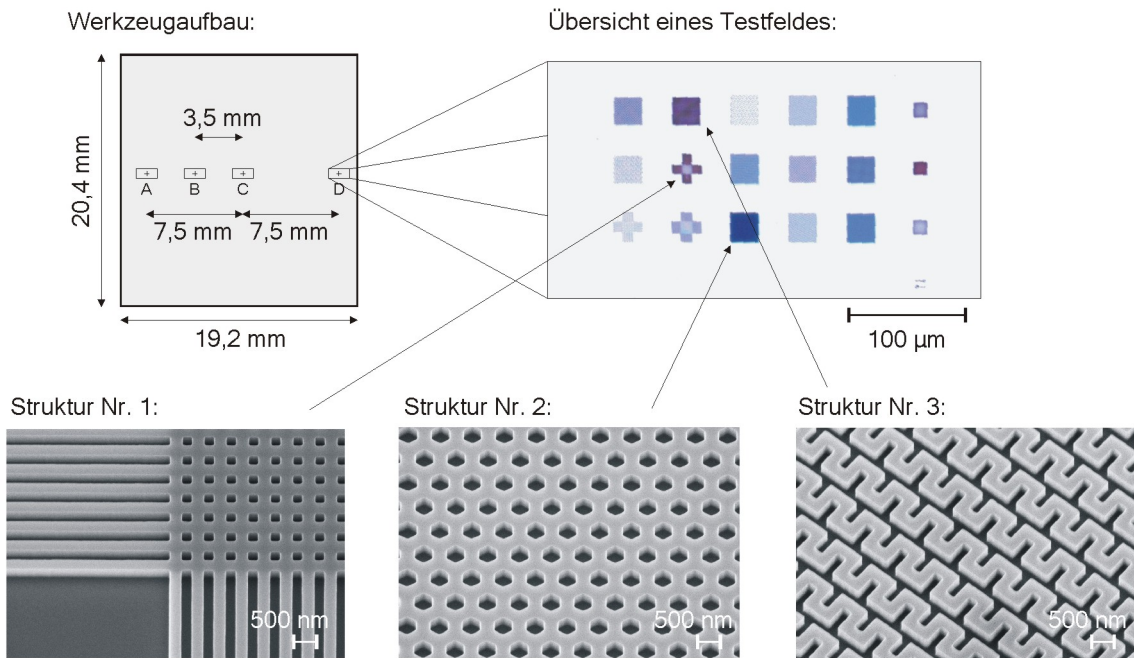 Werkzeugaufbau:
Übersicht eines Testfeldes:
3,5 mm
20,4 mm
A
B
C
D
7,5 mm
7,5 mm
19,2 mm
100 µm
Struktur Nr. 1:
Struktur Nr. 2:
Struktur Nr. 3:
500 nm
500 nm
500 nm